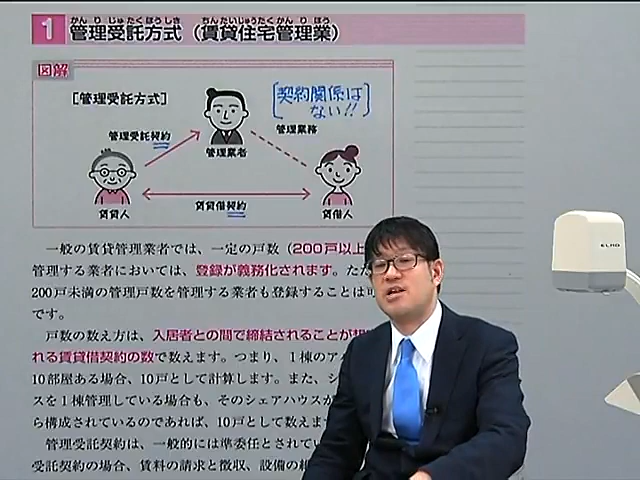 1 管理受託方式(賃貸住宅管理業)
かんりじゅたくほうしき ちんたいじゅうたくかんりぎょう
図解
[管理受託方式]
[契約関係は
ない!!]
管理受託契約
管理業者
管理業務
賃貸人
賃貸借契約
賃借人
一般の賃貸管理業者では、一定の戸数(200戸以上
管理する業者においては、登録が義務化されます。ただ
200戸未満の管理戸数を管理する業者も登録することは可
です。
戸数の数え方は、入居者との間で締結されることが
れる賃貸借契約の数で数えます。つまり、1棟のア
10部屋ある場合、10戸として計算します。また、シ
スを1棟管理している場合も、そのシェアハウスが
ら構成されているのであれば、10戸として数えま
管理受託契約は、一般的には準委任とされてい
受託契約の場合、賃料の請求と徴収、設備の
ELMO